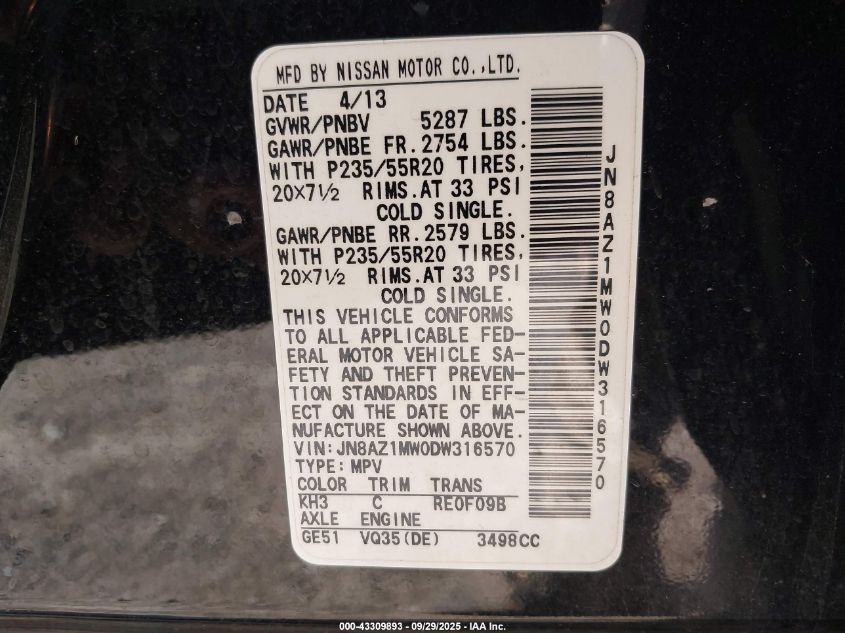 MFD BY NISSAN MOTOR CO.,LTD.
DATE 4/13
GVWR/PNBV 5287 LBS.
GAWR/PNBE FR. 2754 LBS.
WITH P235/55R20 TIRES,
20×7½ RIMS. AT 33 PSI
COLD SINGLE.
GAWR/PNBE RR. 2579 LBS.
WITH P235/55R20 TIRES,
20×7½ RIMS. AT 33 PSI
COLD SINGLE.
THIS VEHICLE CONFORMS
TO ALL APPLICABLE FED-
ERAL MOTOR VEHICLE SA-
FETY AND THEFT PREVEN-
TION STANDARDS IN EFF-
ECT ON THE DATE OF MA-
NUFACTURE SHOWN ABOVE.
VIN: JN8AZ1MW0DW316570
TYPE: MPV
COLOR TRIM TRANS
KH3 C RE0F09B
AXLE ENGINE
GE51 VQ35(DE) 3498CC
JN8AZ1MW0DW316570
000-43309893 - 09/29/2025 - IAA Inc.